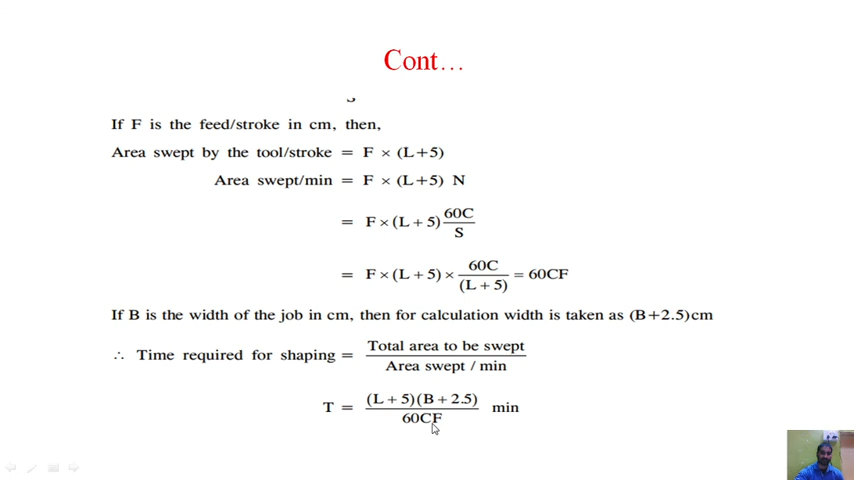 Cont…
If F is the feed/stroke in cm, then,
Area swept by the tool/stroke = F × (L+5)
Area swept/min = F × (L+5) N
= F × (L + 5) 60C / S
= F × (L + 5) × 60C / (L + 5) = 60CF
If B is the width of the job in cm, then for calculation width is taken as (B+2.5)cm
∴ Time required for shaping = Total area to be swept / Area swept / min
T = (L + 5)(B + 2.5) / 60CF min